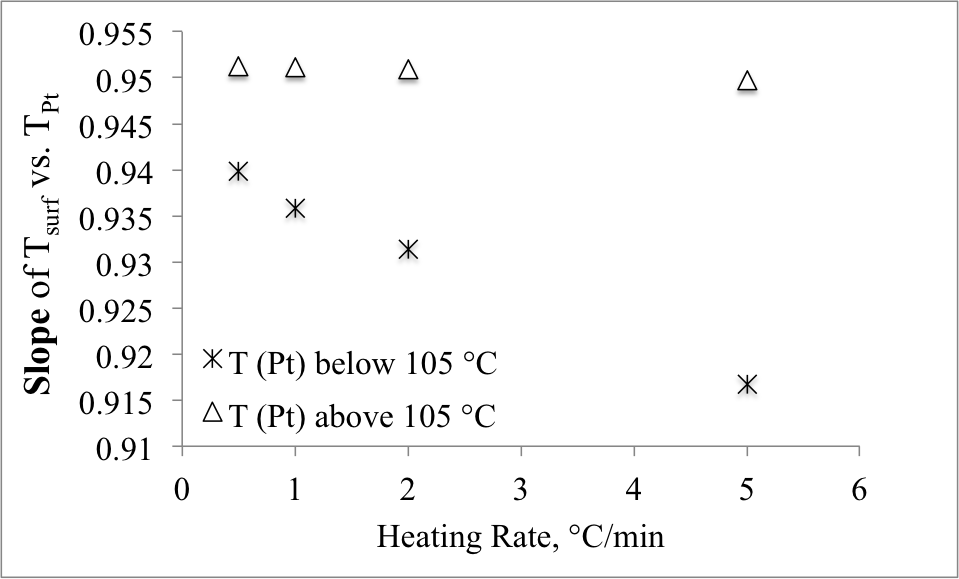 0.955
0.95
0.945
0.94
0.935
0.93
0.925
0.92
0.915
0.91
Slope of Tsurf vs. TPt
T (Pt) below 105 °C
T (Pt) above 105 °C
0 1 2 3 4 5 6
Heating Rate, °C/min